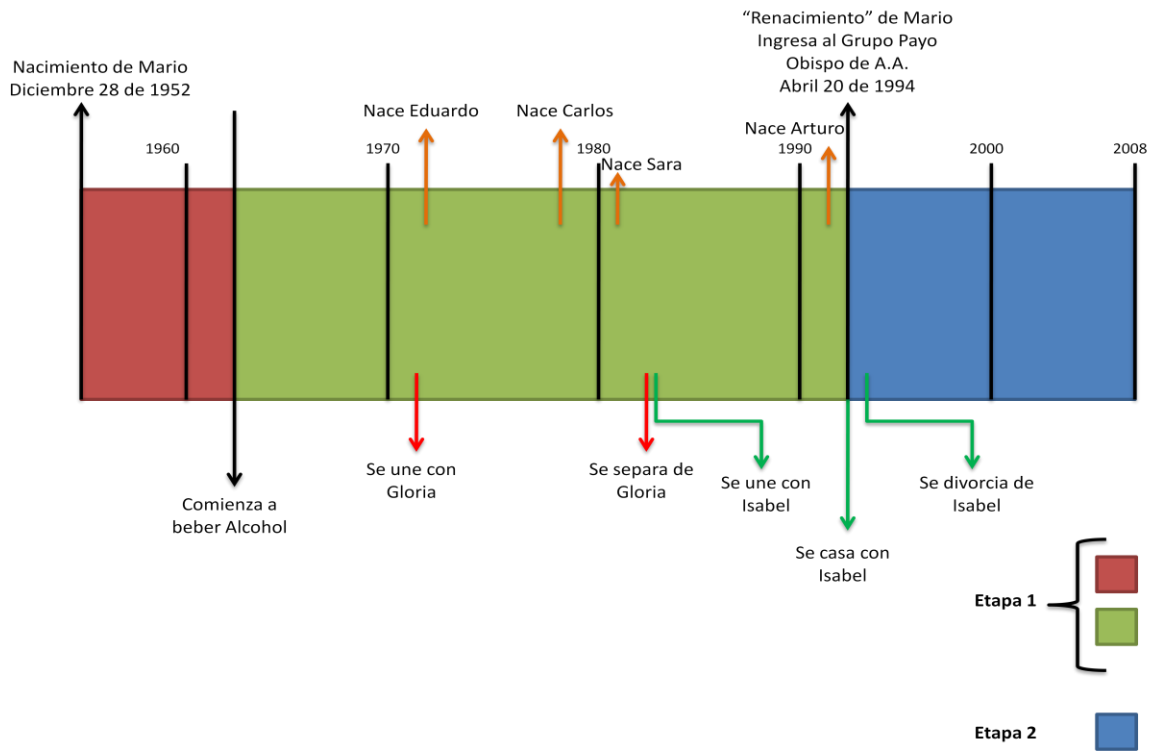 “Renacimiento” de Mario
Ingresa al Grupo Payo
Obispo de A.A.
Abril 20 de 1994
Nacimiento de Mario
Diciembre 28 de 1952
Nace Eduardo
Nace Carlos
Nace Arturo
Nace Sara
1960
1970
1980
1990
2000
2008
Comienza a
beber Alcohol
Se une con
Gloria
Se separa de
Gloria
Se une con
Isabel
Se divorcia de
Isabel
Se casa con
Isabel
Etapa 1
Etapa 2